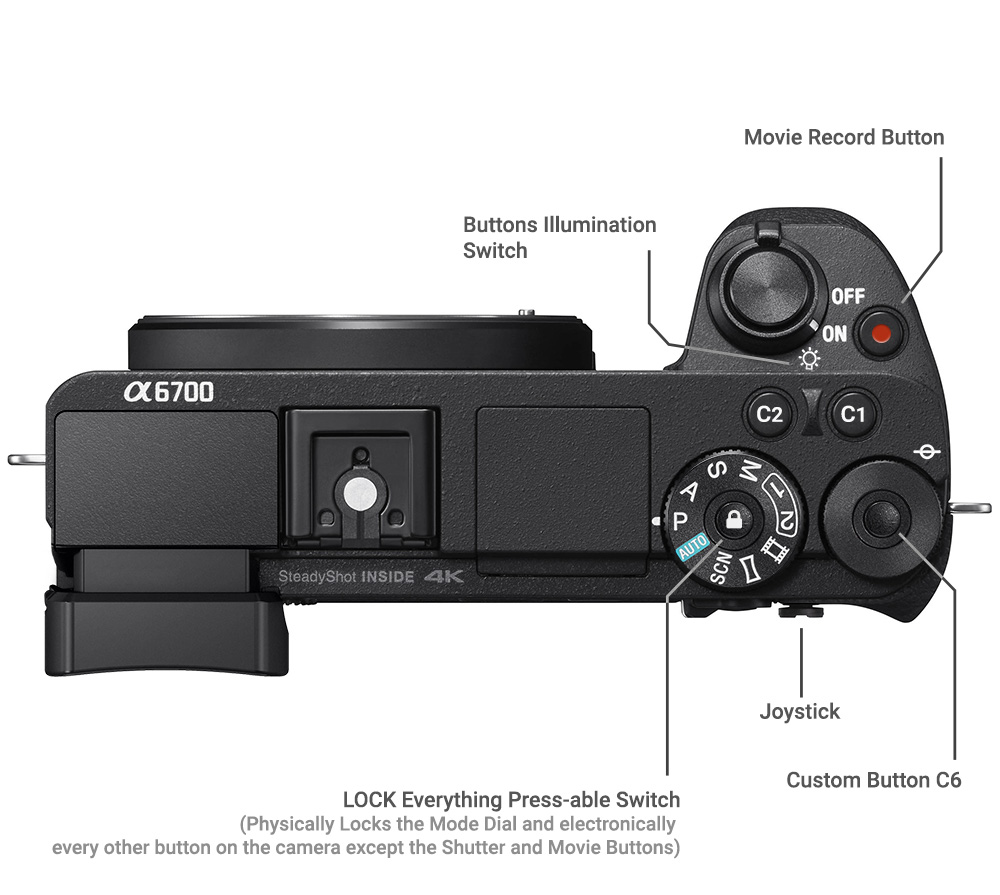 Movie Record Button
Buttons Illumination
Switch
OFF
ON
α6700
C2
C1
M
S
A
P
AUTO
SCN
1
2
SteadyShot INSIDE 4K
Joystick
Custom Button C6
LOCK Everything Press-able Switch
(Physically Locks the Mode Dial and electronically
every other button on the camera except the Shutter and Movie Buttons)